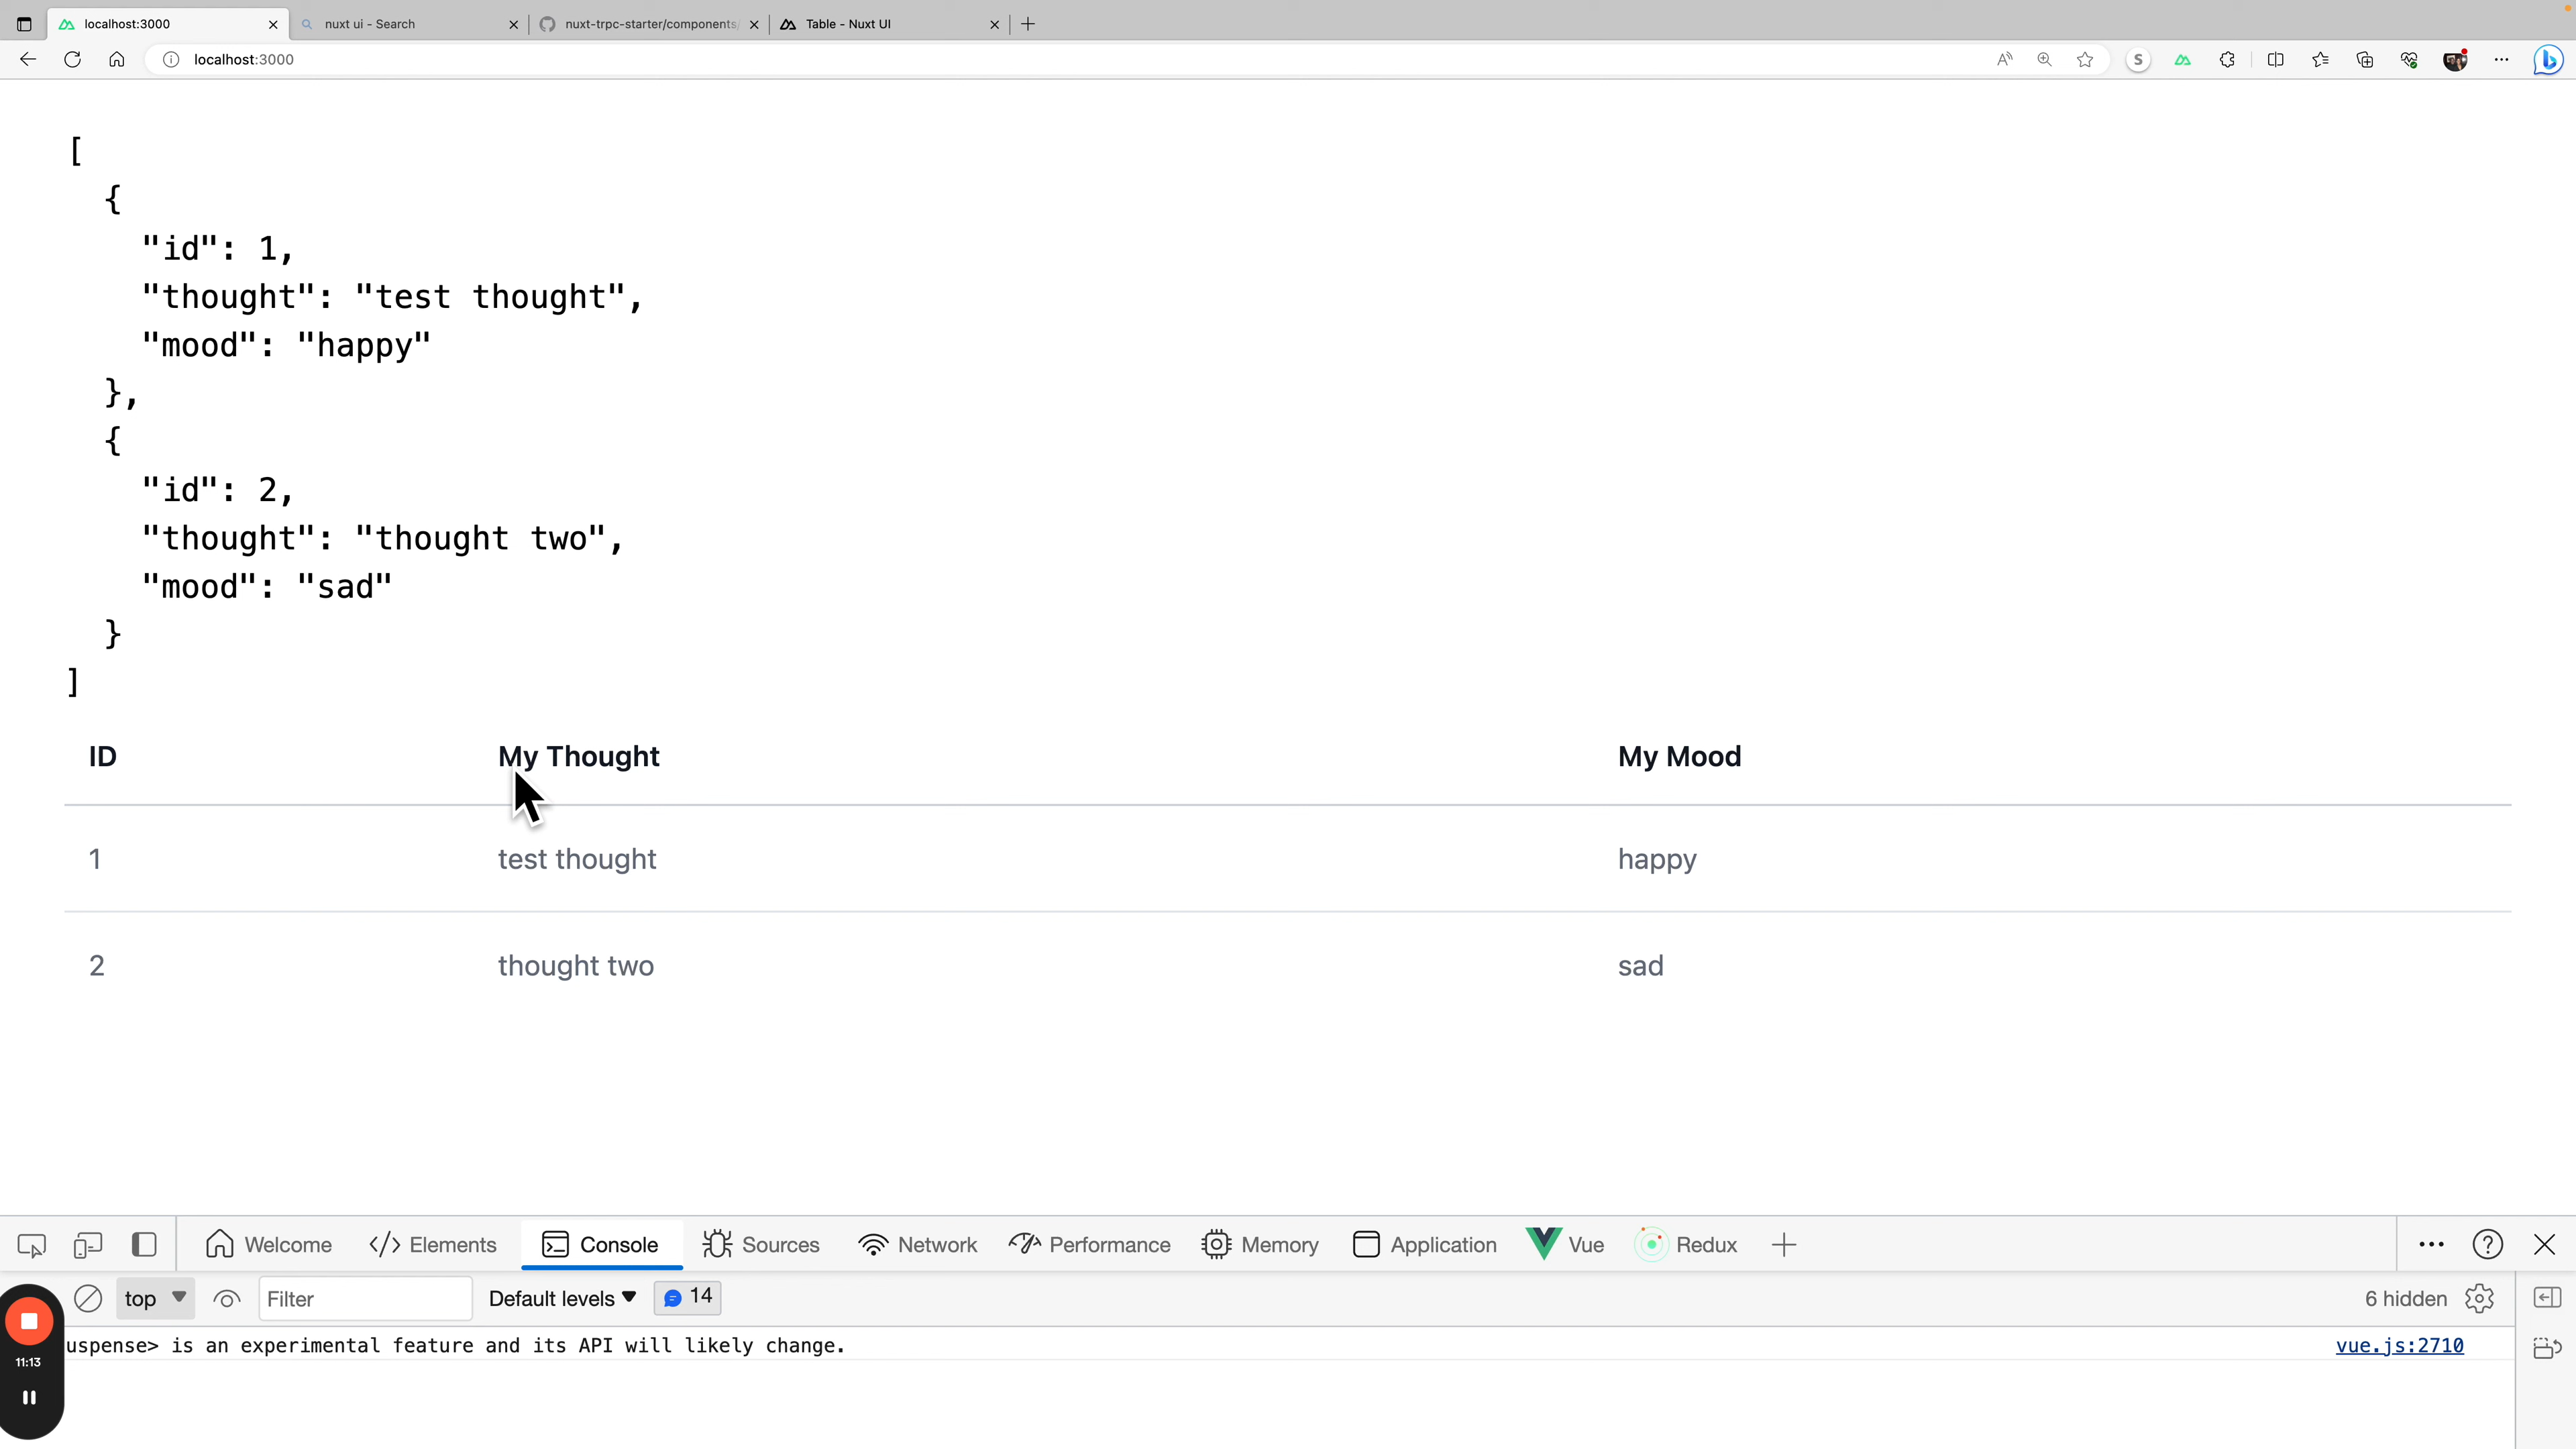 localhost:3000
nuxt ui - Search
nuxt-trpc-starter/components/
Table - Nuxt UI
localhost:3000
[
{
"id": 1,
"thought": "test thought",
"mood": "happy"
},
{
"id": 2,
"thought": "thought two",
"mood": "sad"
}
]
ID My Thought My Mood
1 test thought happy
2 thought two sad
Welcome Elements Console Sources Network Performance Memory Application Vue Redux
top Filter Default levels 14 6 hidden
uspense> is an experimental feature and its API will likely change. vue.js:2710
11:13